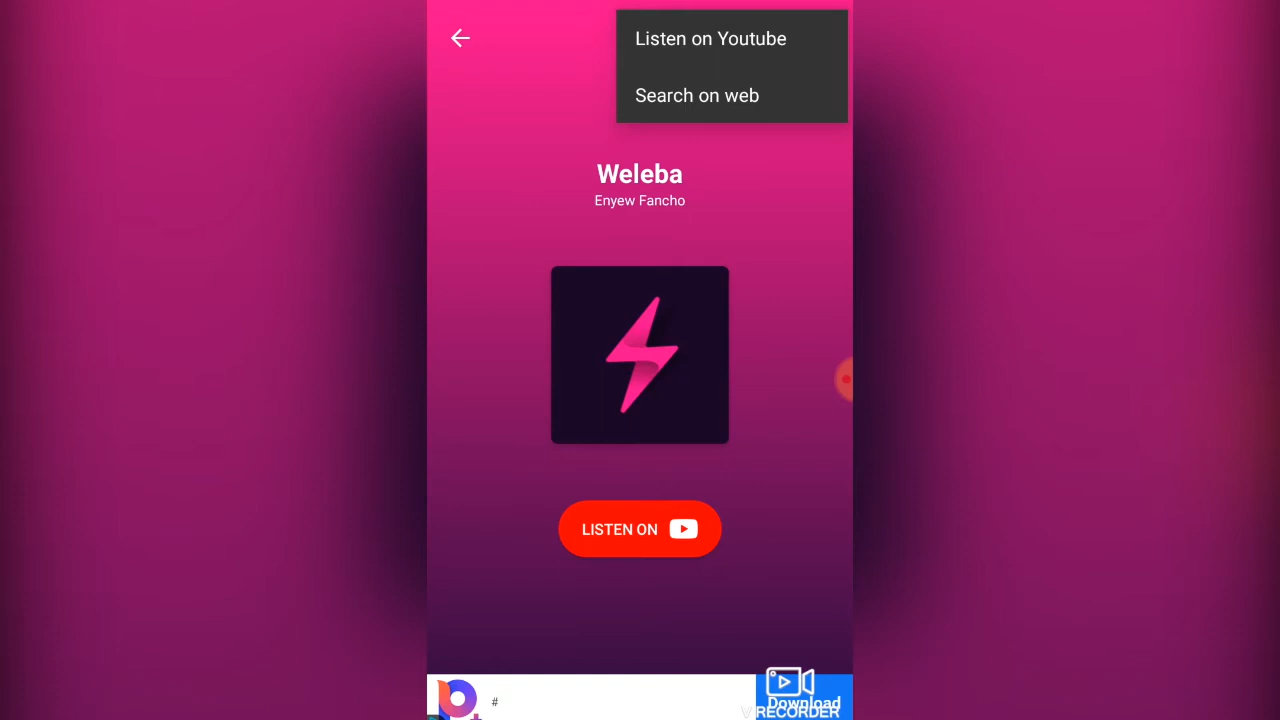 Listen on Youtube
Search on web
Weleba
Enyew Fancho
LISTEN ON
#
Download
V RECORDER